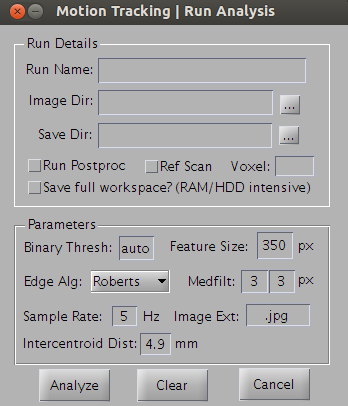 Motion Tracking | Run Analysis
Run Details
Run Name:
Image Dir: ...
Save Dir: ...
Run Postproc Ref Scan Voxel:
Save full workspace? (RAM/HDD intensive)
Parameters
Binary Thresh: auto Feature Size: 350 px
Edge Alg: Roberts Medfilt: 3 3 px
Sample Rate: 5 Hz Image Ext: .jpg
Intercentroid Dist: 4.9 mm
Analyze Clear Cancel